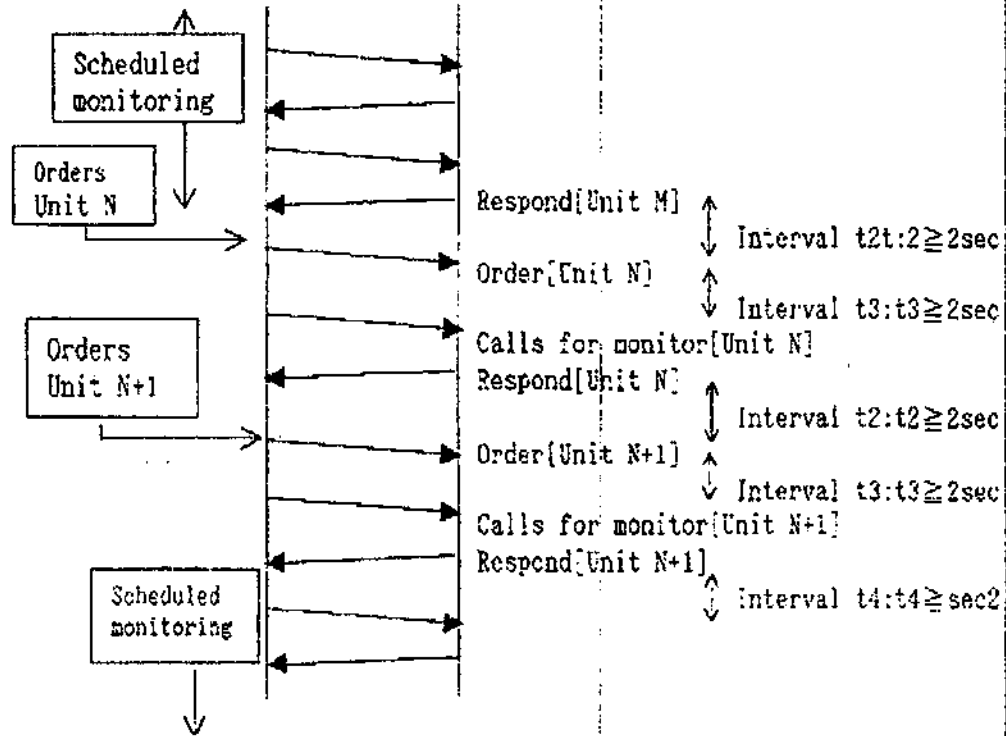 Scheduled
monitoring
Orders
Unit N
Respond[Unit M]
Interval t2t:2≧2sec
Order[Unit N]
Interval t3:t3≧2sec
Orders
Unit N+1
Calls for monitor[Unit N]
Respond[Unit N]
Interval t2:t2≧2sec
Order[Unit N+1]
Interval t3:t3≧2sec
Calls for monitor[Unit N+1]
Respond[Unit N+1]
Scheduled
monitoring
Interval t4:t4≧sec2